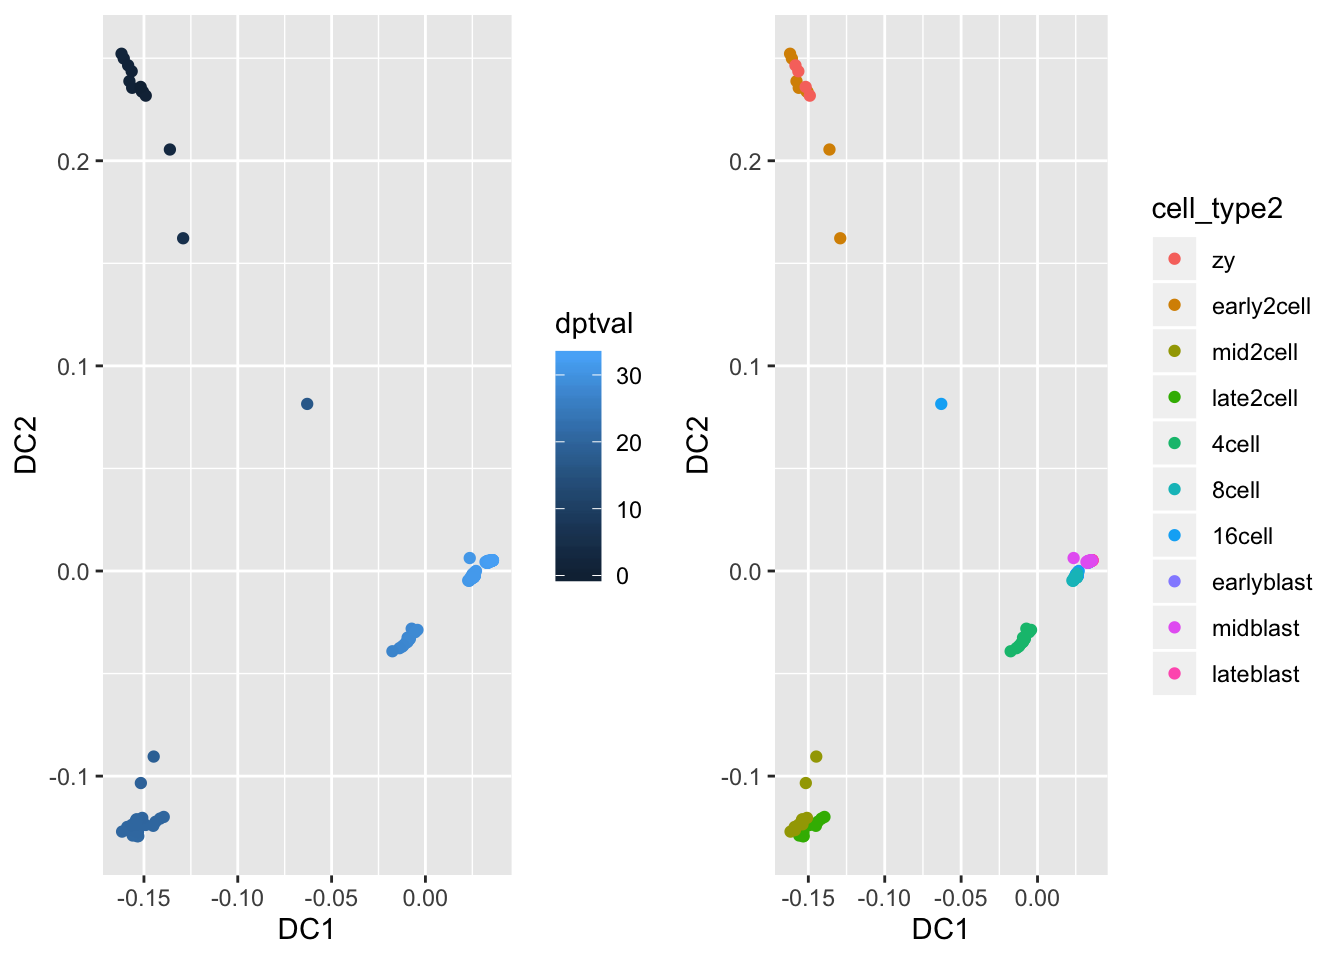 DC2
0.2
0.1
0.0
-0.1
-0.15 -0.10 -0.05 0.00
DC1
dptval
30
20
10
0
DC2
0.2
0.1
0.0
-0.1
-0.15 -0.10 -0.05 0.00
DC1
cell_type2
zy
early2cell
mid2cell
late2cell
4cell
8cell
16cell
earlyblast
midblast
lateblast